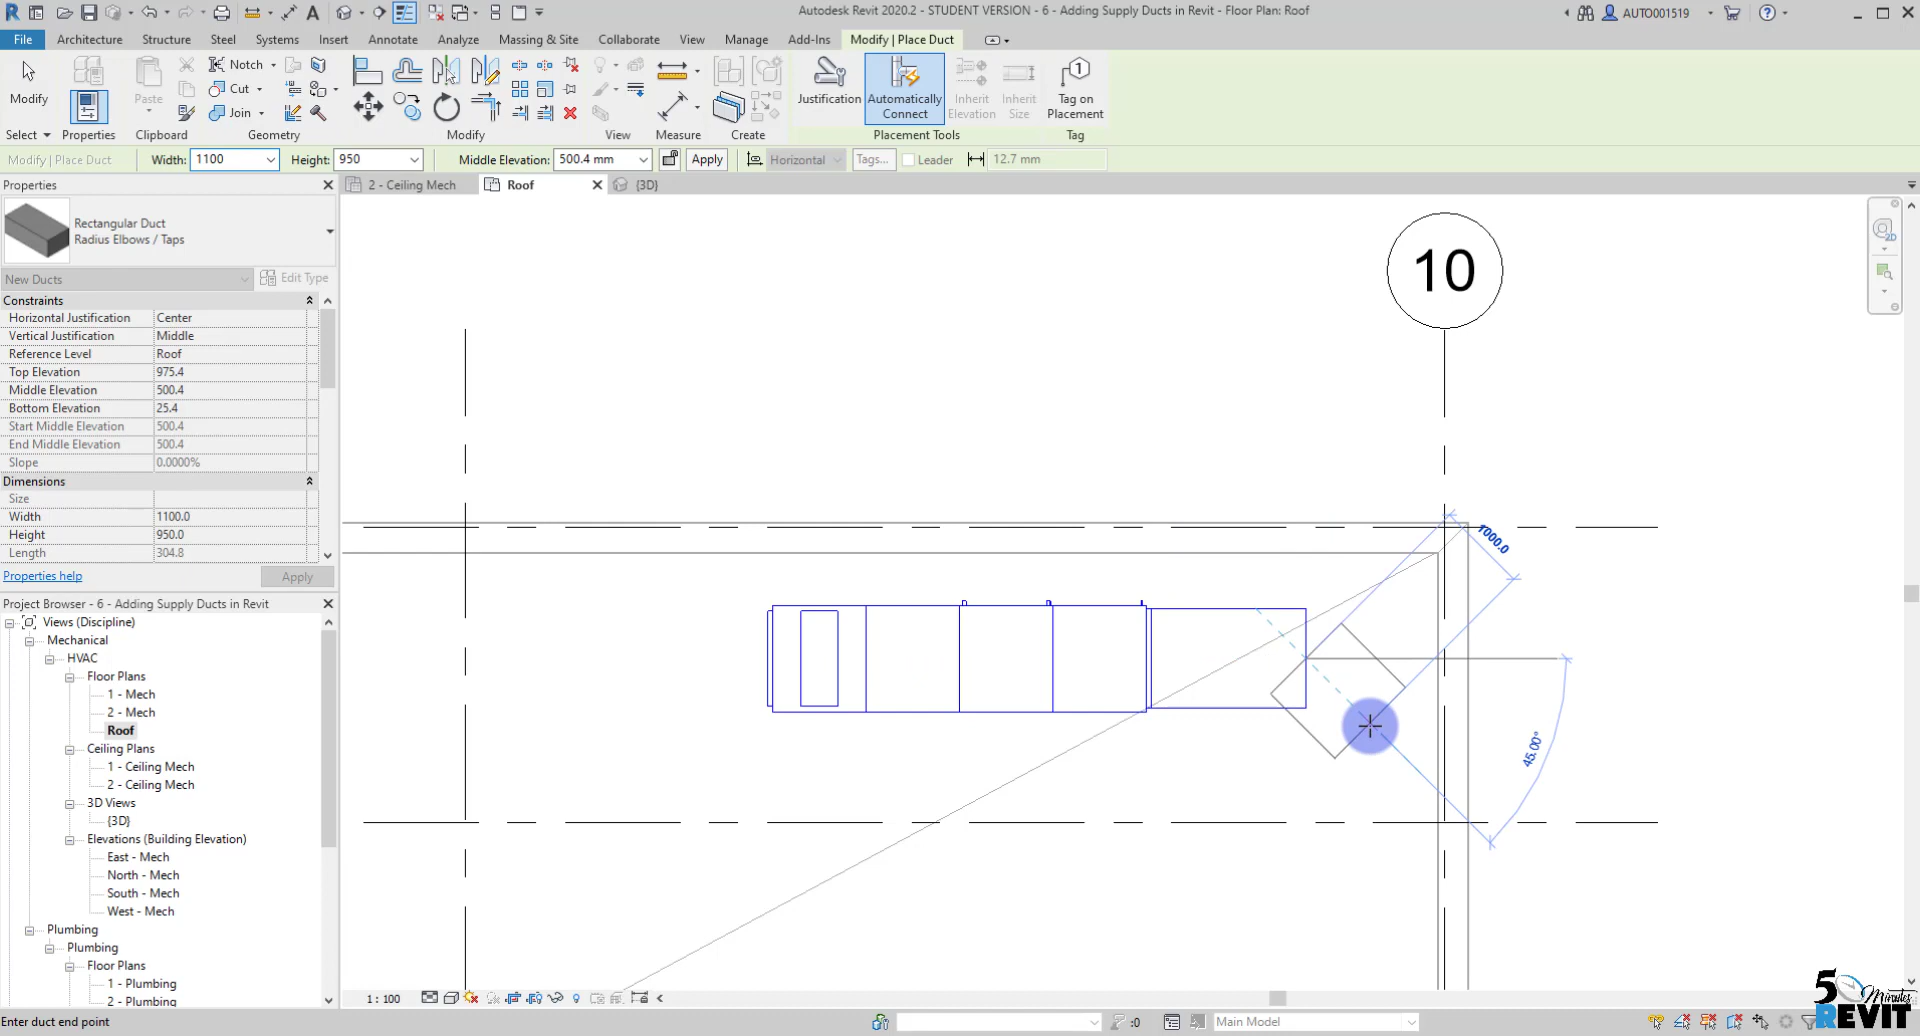 Autodesk Revit 2020.2 - STUDENT VERSION - 6 - Adding Supply Ducts in Revit - Floor Plan: Roof
AUTO001519
File Architecture Structure Steel Systems Insert Annotate Analyze Massing & Site Collaborate View Manage Add-Ins Modify | Place Duct
Modify
Paste
Notch
Cut
Join
Justification
Automatically
Connect
Inherit
Elevation
Inherit
Size
Tag on
Placement
Select Properties Clipboard Geometry Modify View Measure Create Placement Tools Tag
Modify | Place Duct Width: 1100 Height: 950 Middle Elevation: 500.4 mm Apply Horizontal Tags... Leader 12.7 mm
Properties
2 - Ceiling Mech Roof {3D}
Rectangular Duct
Radius Elbows / Taps
New Ducts Edit Type
Constraints
Horizontal Justification Center
Vertical Justification Middle
Reference Level Roof
Top Elevation 975.4
Middle Elevation 500.4
Bottom Elevation 25.4
Start Middle Elevation 500.4
End Middle Elevation 500.4
Slope 0.0000%
Dimensions
Size
Width 1100.0
Height 950.0
Length 304.8
Properties help Apply
Project Browser - 6 - Adding Supply Ducts in Revit
Views (Discipline)
Mechanical
HVAC
Floor Plans
1 - Mech
2 - Mech
Roof
Ceiling Plans
1 - Ceiling Mech
2 - Ceiling Mech
3D Views
{3D}
Elevations (Building Elevation)
East - Mech
North - Mech
South - Mech
West - Mech
Plumbing
Plumbing
Floor Plans
1 - Plumbing
2 - Plumbing
10
1000.0
45.00°
2D
1 : 100
Enter duct end point
:0
Main Model
5 Minutes
REVIT